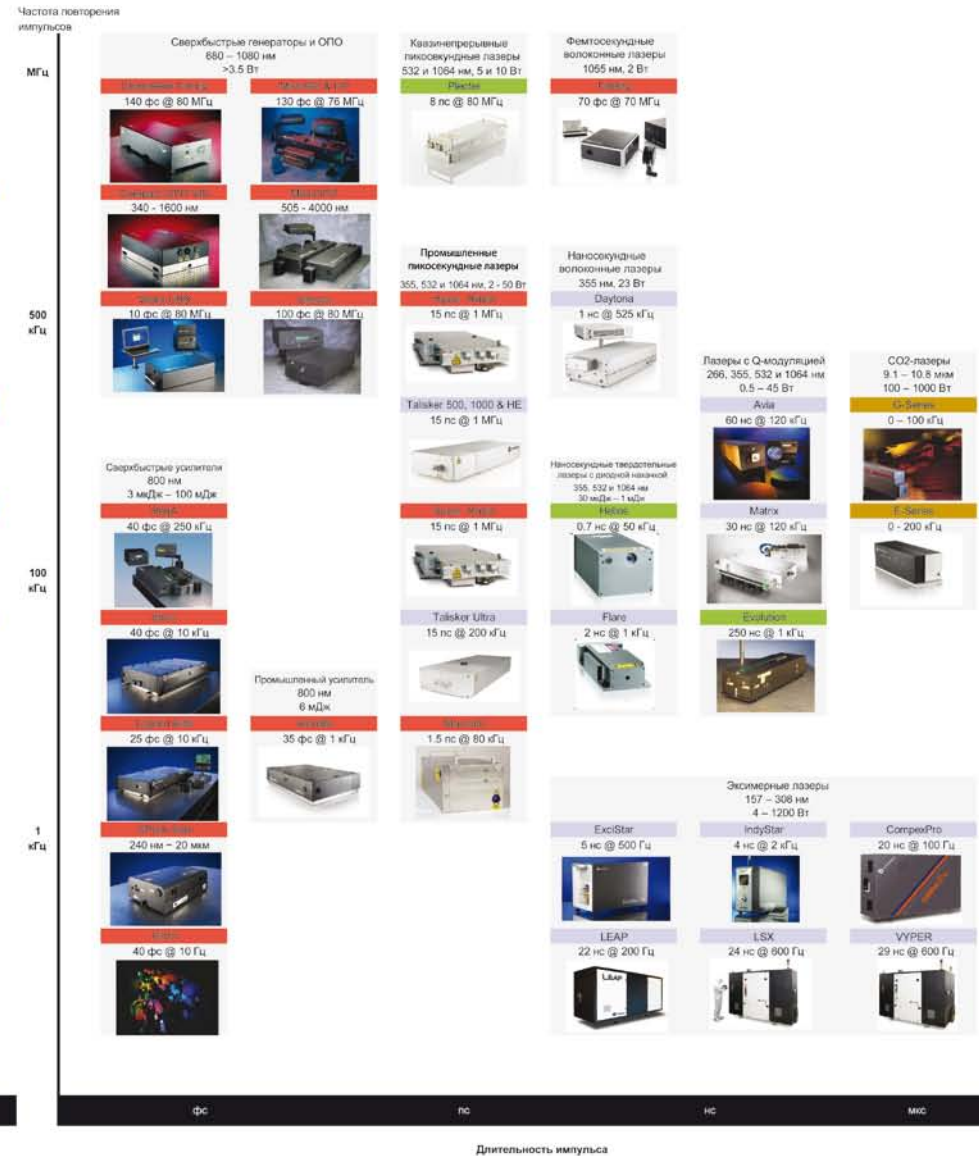 Частота повторения
импульсов
МГц
Сверхбыстрые генераторы и ОПО
680 – 1080 нм
>3.5 Вт
140 фс @ 80 МГц
130 фс @ 76 МГц
340 - 1600 нм
505 - 4000 нм
10 фс @ 80 МГц
100 фс @ 80 МГц
Квазинепрерывные
пикосекундные лазеры
532 и 1064 нм, 5 и 10 Вт
8 пс @ 80 МГц
Фемтосекундные
волоконные лазеры
1055 нм, 2 Вт
70 фс @ 70 МГц
500
кГц
Промышленные
пикосекундные лазеры
355, 532 и 1064 нм, 2 - 50 Вт
15 пс @ 1 МГц
Talisker 500, 1000 & HE
15 пс @ 1 МГц
15 пс @ 1 МГц
Talisker Ultra
15 пс @ 200 кГц
1.5 пс @ 80 кГц
Наносекундные
волоконные лазеры
355 нм, 23 Вт
Daytona
1 нс @ 525 кГц
Лазеры с Q-модуляцией
266, 355, 532 и 1064 нм
0.5 – 45 Вт
Avia
60 нс @ 120 кГц
Matrix
30 нс @ 120 кГц
Evolution
250 нс @ 1 кГц
CO2-лазеры
9.1 – 10.8 мкм
100 – 1000 Вт
G-Series
0 – 100 кГц
E-Series
0 - 200 кГц
100
кГц
Сверхбыстрые усилители
800 нм
3 мкДж – 100 мДж
40 фс @ 250 кГц
40 фс @ 10 кГц
25 фс @ 10 кГц
240 нм – 20 мкм
40 фс @ 10 Гц
Промышленный усилитель
800 нм
6 мДж
35 фс @ 1 кГц
Наносекундные твердотельные
лазеры с диодной накачкой
355, 532 и 1064 нм
30 мкДж – 1 мДж
Helios
0.7 нс @ 50 кГц
Flare
2 нс @ 1 кГц
1
кГц
Эксимерные лазеры
157 – 308 нм
4 – 1200 Вт
ExciStar
5 нс @ 500 Гц
IndyStar
4 нс @ 2 кГц
CompexPro
20 нс @ 100 Гц
LEAP
22 нс @ 200 Гц
LSX
24 нс @ 600 Гц
VYPER
29 нс @ 600 Гц
фс
пс
нс
мкс
Длительность импульса